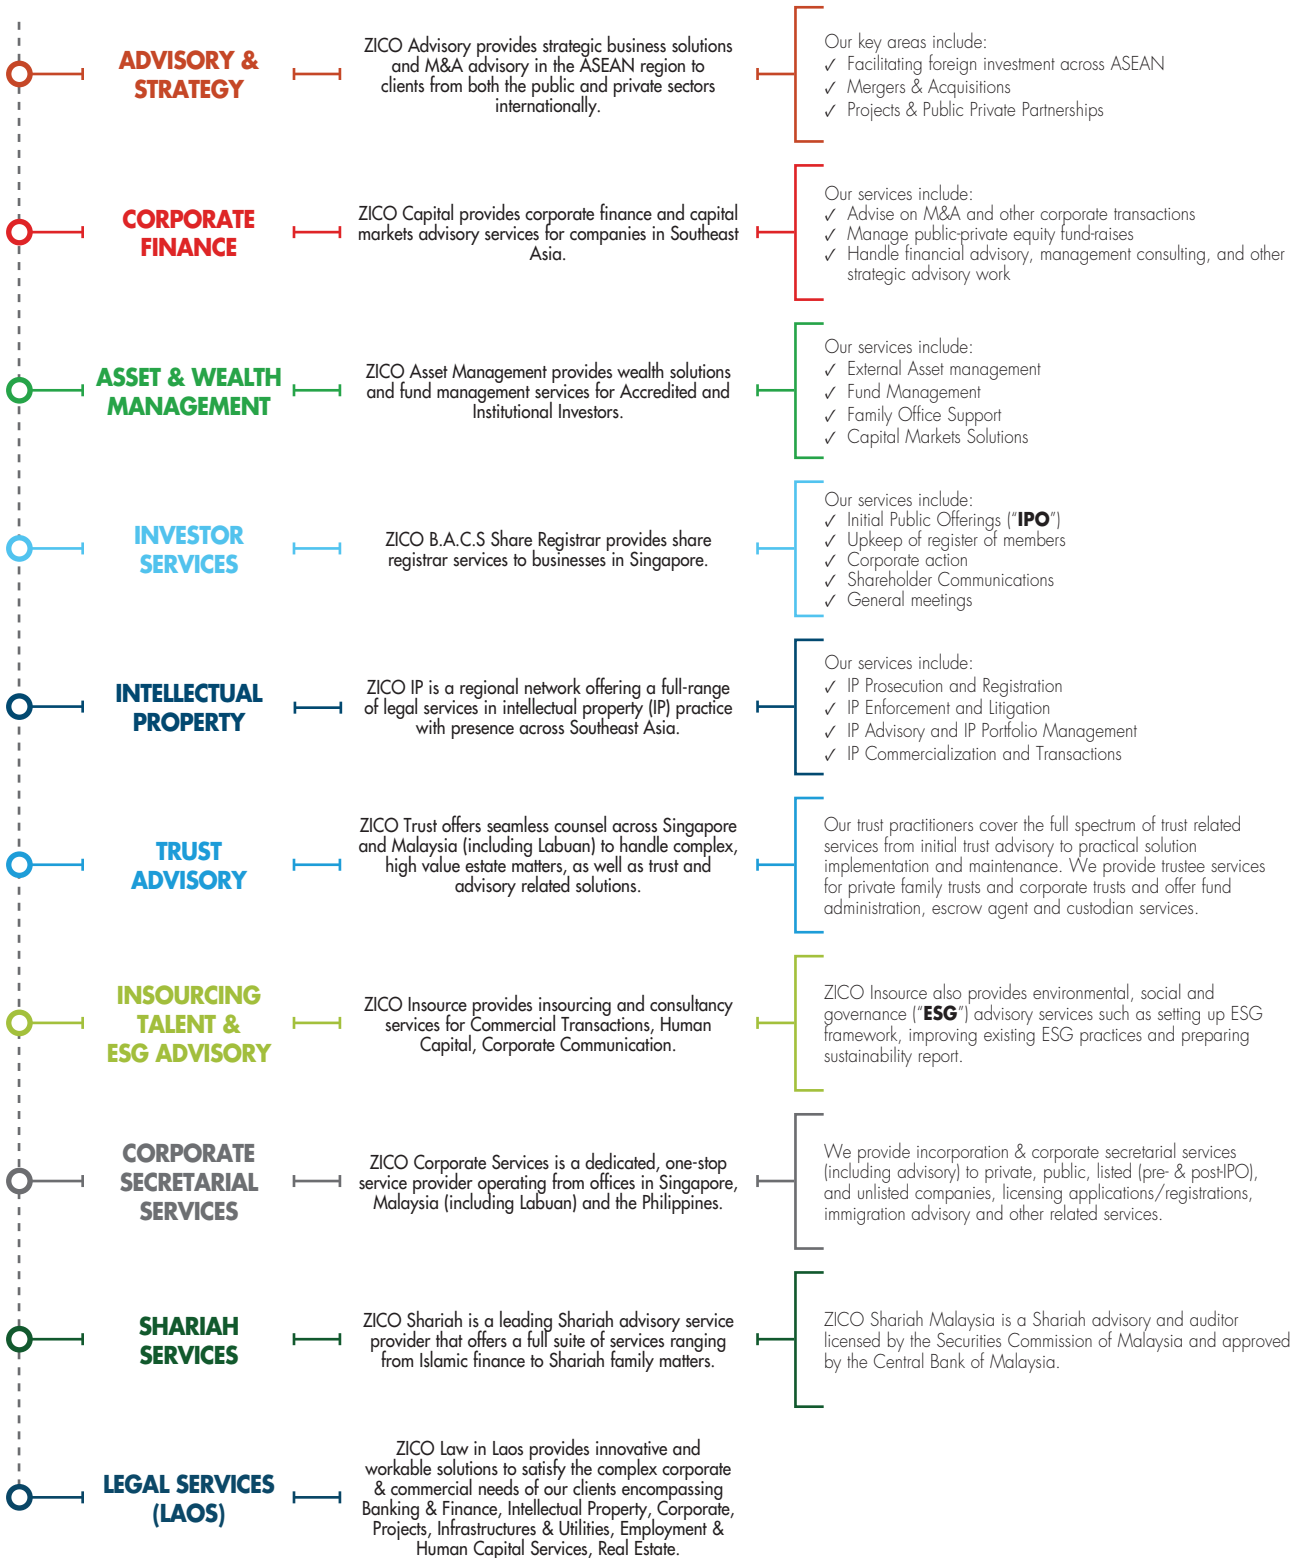 ADVISORY &
STRATEGY
ZICO Advisory provides strategic business solutions
and M&A advisory in the ASEAN region to
clients from both the public and private sectors
internationally.
Our key areas include:
✓ Facilitating foreign investment across ASEAN
✓ Mergers & Acquisitions
✓ Projects & Public Private Partnerships
CORPORATE
FINANCE
ZICO Capital provides corporate finance and capital
markets advisory services for companies in Southeast
Asia.
Our services include:
✓ Advise on M&A and other corporate transactions
✓ Manage public-private equity fund-raises
✓ Handle financial advisory, management consulting, and other
strategic advisory work
ASSET & WEALTH
MANAGEMENT
ZICO Asset Management provides wealth solutions
and fund management services for Accredited and
Institutional Investors.
Our services include:
✓ External Asset management
✓ Fund Management
✓ Family Office Support
✓ Capital Markets Solutions
INVESTOR
SERVICES
ZICO B.A.C.S Share Registrar provides share
registrar services to businesses in Singapore.
Our services include:
✓ Initial Public Offerings (“IPO”)
✓ Upkeep of register of members
✓ Corporate action
✓ Shareholder Communications
✓ General meetings
INTELLECTUAL
PROPERTY
ZICO IP is a regional network offering a full-range
of legal services in intellectual property (IP) practice
with presence across Southeast Asia.
Our services include:
✓ IP Prosecution and Registration
✓ IP Enforcement and Litigation
✓ IP Advisory and IP Portfolio Management
✓ IP Commercialization and Transactions
TRUST
ADVISORY
ZICO Trust offers seamless counsel across Singapore
and Malaysia (including Labuan) to handle complex,
high value estate matters, as well as trust and
advisory related solutions.
Our trust practitioners cover the full spectrum of trust related
services from initial trust advisory to practical solution
implementation and maintenance. We provide trustee services
for private family trusts and corporate trusts and offer fund
administration, escrow agent and custodian services.
INSOURCING
TALENT &
ESG ADVISORY
ZICO Insource provides insourcing and consultancy
services for Commercial Transactions, Human
Capital, Corporate Communication.
ZICO Insource also provides environmental, social and
governance (“ESG”) advisory services such as setting up ESG
framework, improving existing ESG practices and preparing
sustainability report.
CORPORATE
SECRETARIAL
SERVICES
ZICO Corporate Services is a dedicated, one-stop
service provider operating from offices in Singapore,
Malaysia (including Labuan) and the Philippines.
We provide incorporation & corporate secretarial services
(including advisory) to private, public, listed (pre- & post-IPO),
and unlisted companies, licensing applications/registrations,
immigration advisory and other related services.
SHARIAH
SERVICES
ZICO Shariah is a leading Shariah advisory service
provider that offers a full suite of services ranging
from Islamic finance to Shariah family matters.
ZICO Shariah Malaysia is a Shariah advisory and auditor
licensed by the Securities Commission of Malaysia and approved
by the Central Bank of Malaysia.
LEGAL SERVICES
(LAOS)
ZICO Law in Laos provides innovative and
workable solutions to satisfy the complex corporate
& commercial needs of our clients encompassing
Banking & Finance, Intellectual Property, Corporate,
Projects, Infrastructures & Utilities, Employment &
Human Capital Services, Real Estate.